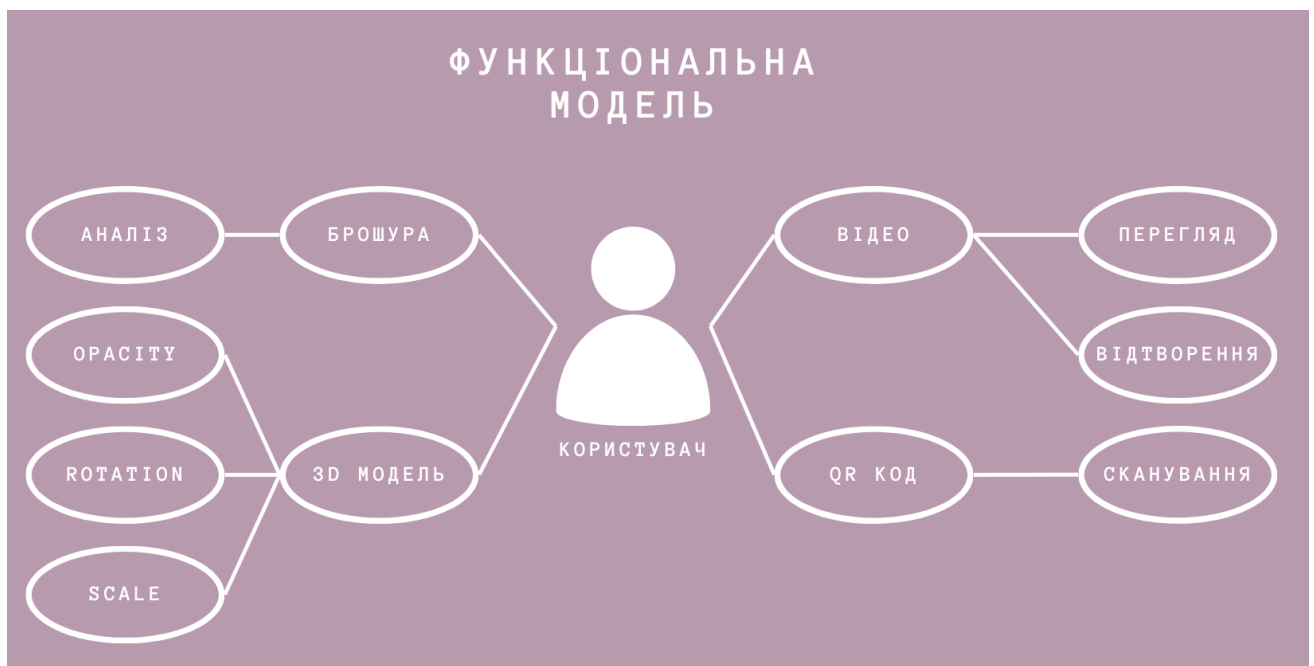 ФУНКЦІОНАЛЬНА
МОДЕЛЬ
АНАЛІЗ
БРОШУРА
ВІДЕО
ПЕРЕГЛЯД
OPACITY
ВІДТВОРЕННЯ
КОРИСТУВАЧ
ROTATION
3D МОДЕЛЬ
QR КОД
СКАНУВАННЯ
SCALE